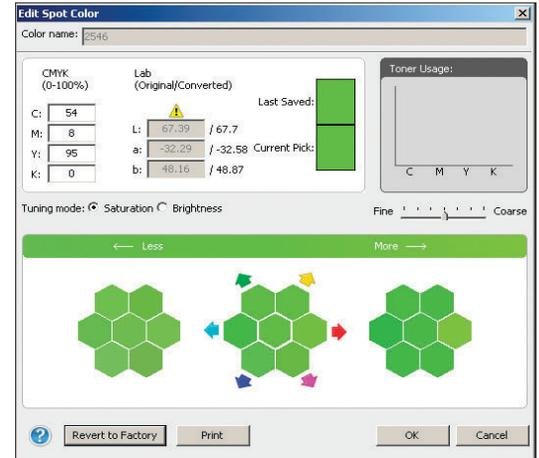 Edit Spot Color
Color name: 2546
CMYK
(0-100%)
Lab
(Original/Converted)
C: 54
M: 8
Y: 95
K: 0
L: 67.39 / 67.7
a: -32.29 / -32.58
b: 48.16 / 48.87
Last Saved:
Current Pick:
Toner Usage:
C M Y K
Tuning mode: Saturation Brightness
Fine Coarse
← Less More →
? Revert to Factory Print OK Cancel